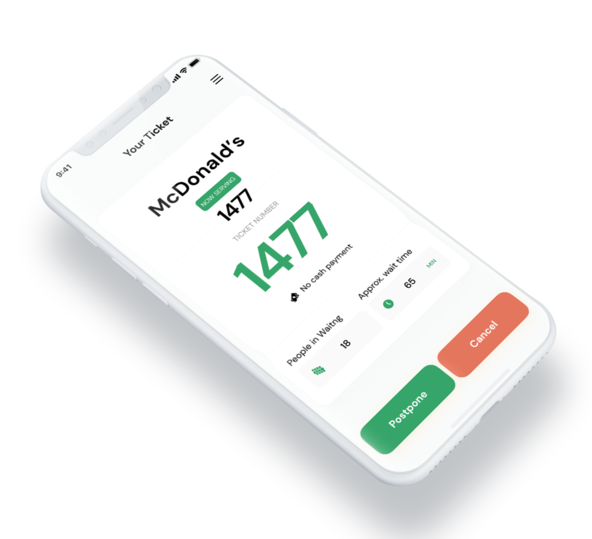 9:41
Your Ticket
McDonald's
NOW SERVING
1477
TICKET NUMBER
1477
No cash payment
People in Waitng
18
Approx. wait time
65 MN
Postpone
Cancel